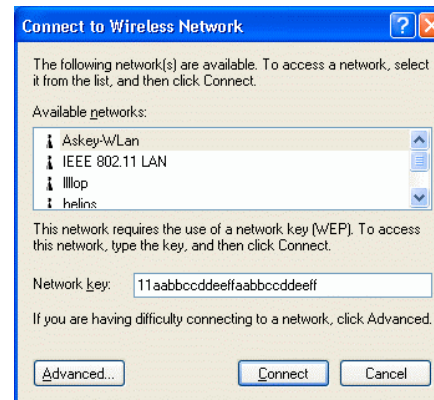 Connect to Wireless Network
The following network(s) are available. To access a network, select
it from the list, and then click Connect.
Available networks:
Askey-WLan
IEEE 802.11 LAN
llllop
helios
This network requires the use of a network key (WEP). To access
this network, type the key, and then click Connect.
Network key: 11aabbccddeeffaabbccddeeff
If you are having difficulty connecting to a network, click Advanced.
Advanced... Connect Cancel